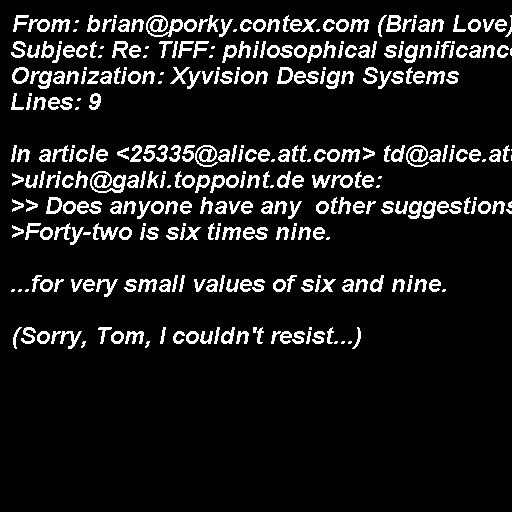 From: brian@porky.contex.com (Brian Love)
Subject: Re: TIFF: philosophical significance
Organization: Xyvision Design Systems
Lines: 9
In article <25335@alice.att.com> td@alice.att
>ulrich@galki.toppoint.de wrote:
>> Does anyone have any  other suggestions
>Forty-two is six times nine.
...for very small values of six and nine.
(Sorry, Tom, I couldn't resist...)